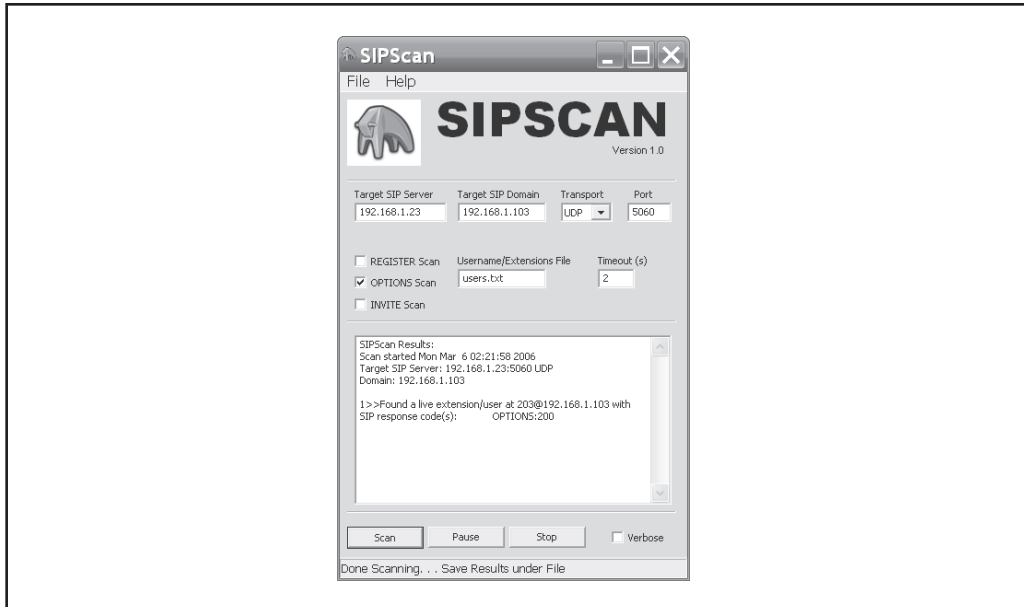 SIPScan
File Help
SIPSCAN
Version 1.0
Target SIP Server Target SIP Domain Transport Port
192.168.1.23 192.168.1.103 UDP 5060
REGISTER Scan Username/Extensions File Timeout (s)
OPTIONS Scan users.txt 2
INVITE Scan
SIPScan Results:
Scan started Mon Mar 6 02:21:58 2006
Target SIP Server: 192.168.1.23:5060 UDP
Domain: 192.168.1.103
1>>Found a live extension/user at 203@192.168.1.103 with
SIP response code(s): OPTIONS:200
Scan Pause Stop Verbose
Done Scanning. . . Save Results under File